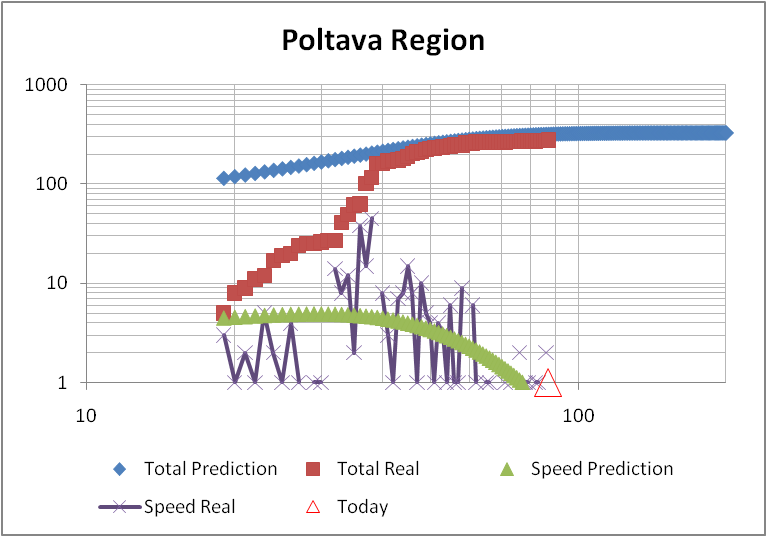 Poltava Region
1000
100
10
1
10 100
Total Prediction Total Real Speed Prediction
Speed Real Today